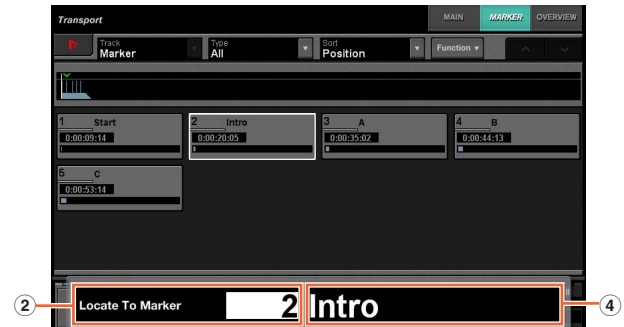 Transport
MAIN
MARKER
OVERVIEW
Track
Marker
Type
All
Sort
Position
Function
1 Start
0:00:09:14
2 Intro
0:00:20:05
3 A
0:00:35:02
4 B
0:00:44:13
5 C
0:00:53:14
2
Locate To Marker 2 Intro
4